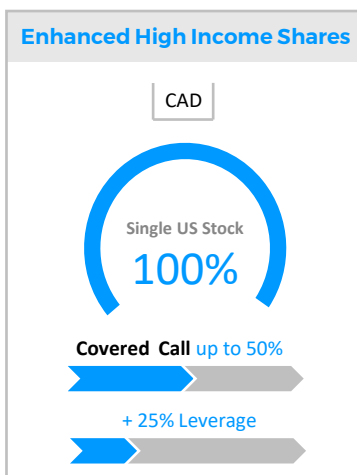 Enhanced High Income Shares
CAD
Single US Stock
100%
Covered Call up to 50%
+ 25% Leverage